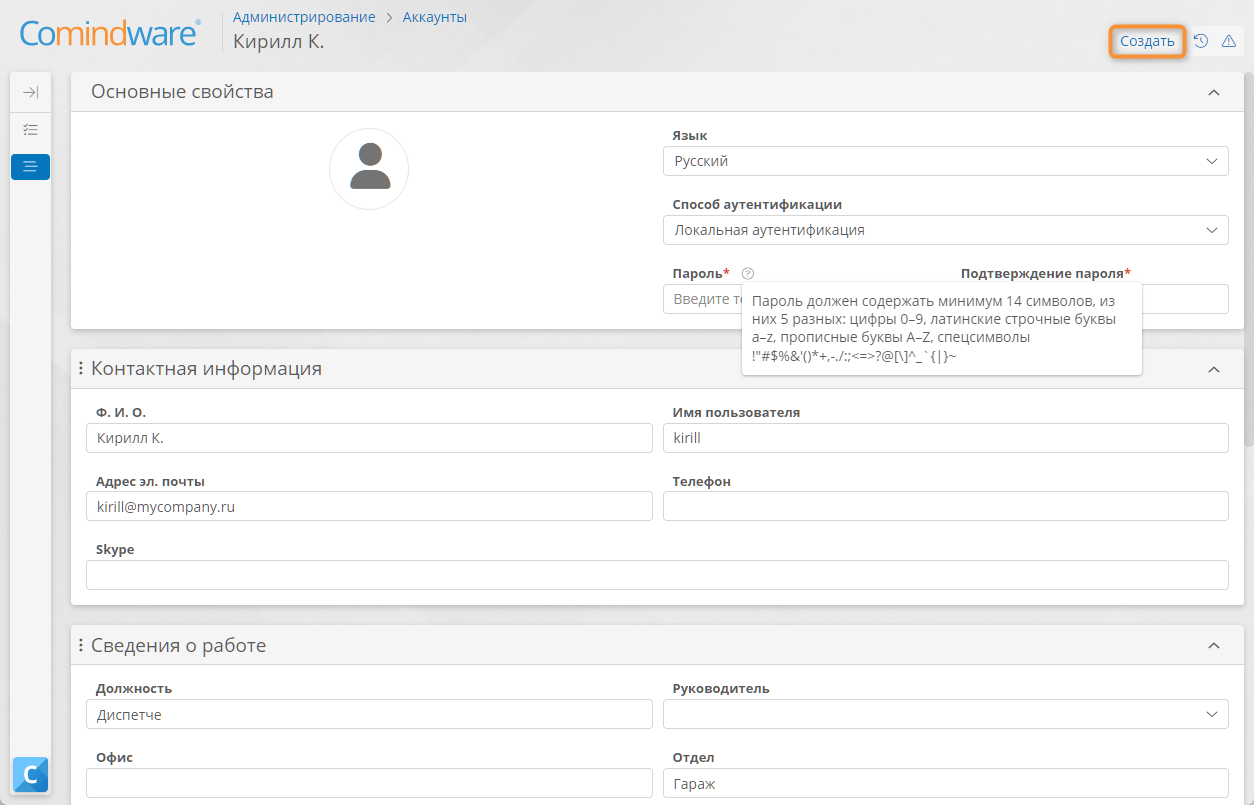 Comindware®
Администрирование > Аккаунты
Кирилл К.
Создать
Основные свойства
Язык
Русский
Способ аутентификации
Локальная аутентификация
Пароль* ? Подтверждение пароля*
Введите
Пароль должен содержать минимум 14 символов, из
них 5 разных: цифры 0–9, латинские строчные буквы
a–z, прописные буквы A–Z, спецсимволы
!"#$%&'()*+,-./:;<=>?@[\]^_`{|}~
Контактная информация
Ф. И. О. Имя пользователя
Кирилл К. kirill
Адрес эл. почты Телефон
kirill@mycompany.ru
Skype
Сведения о работе
Должность Руководитель
Диспетче
Офис Отдел
Гараж
C